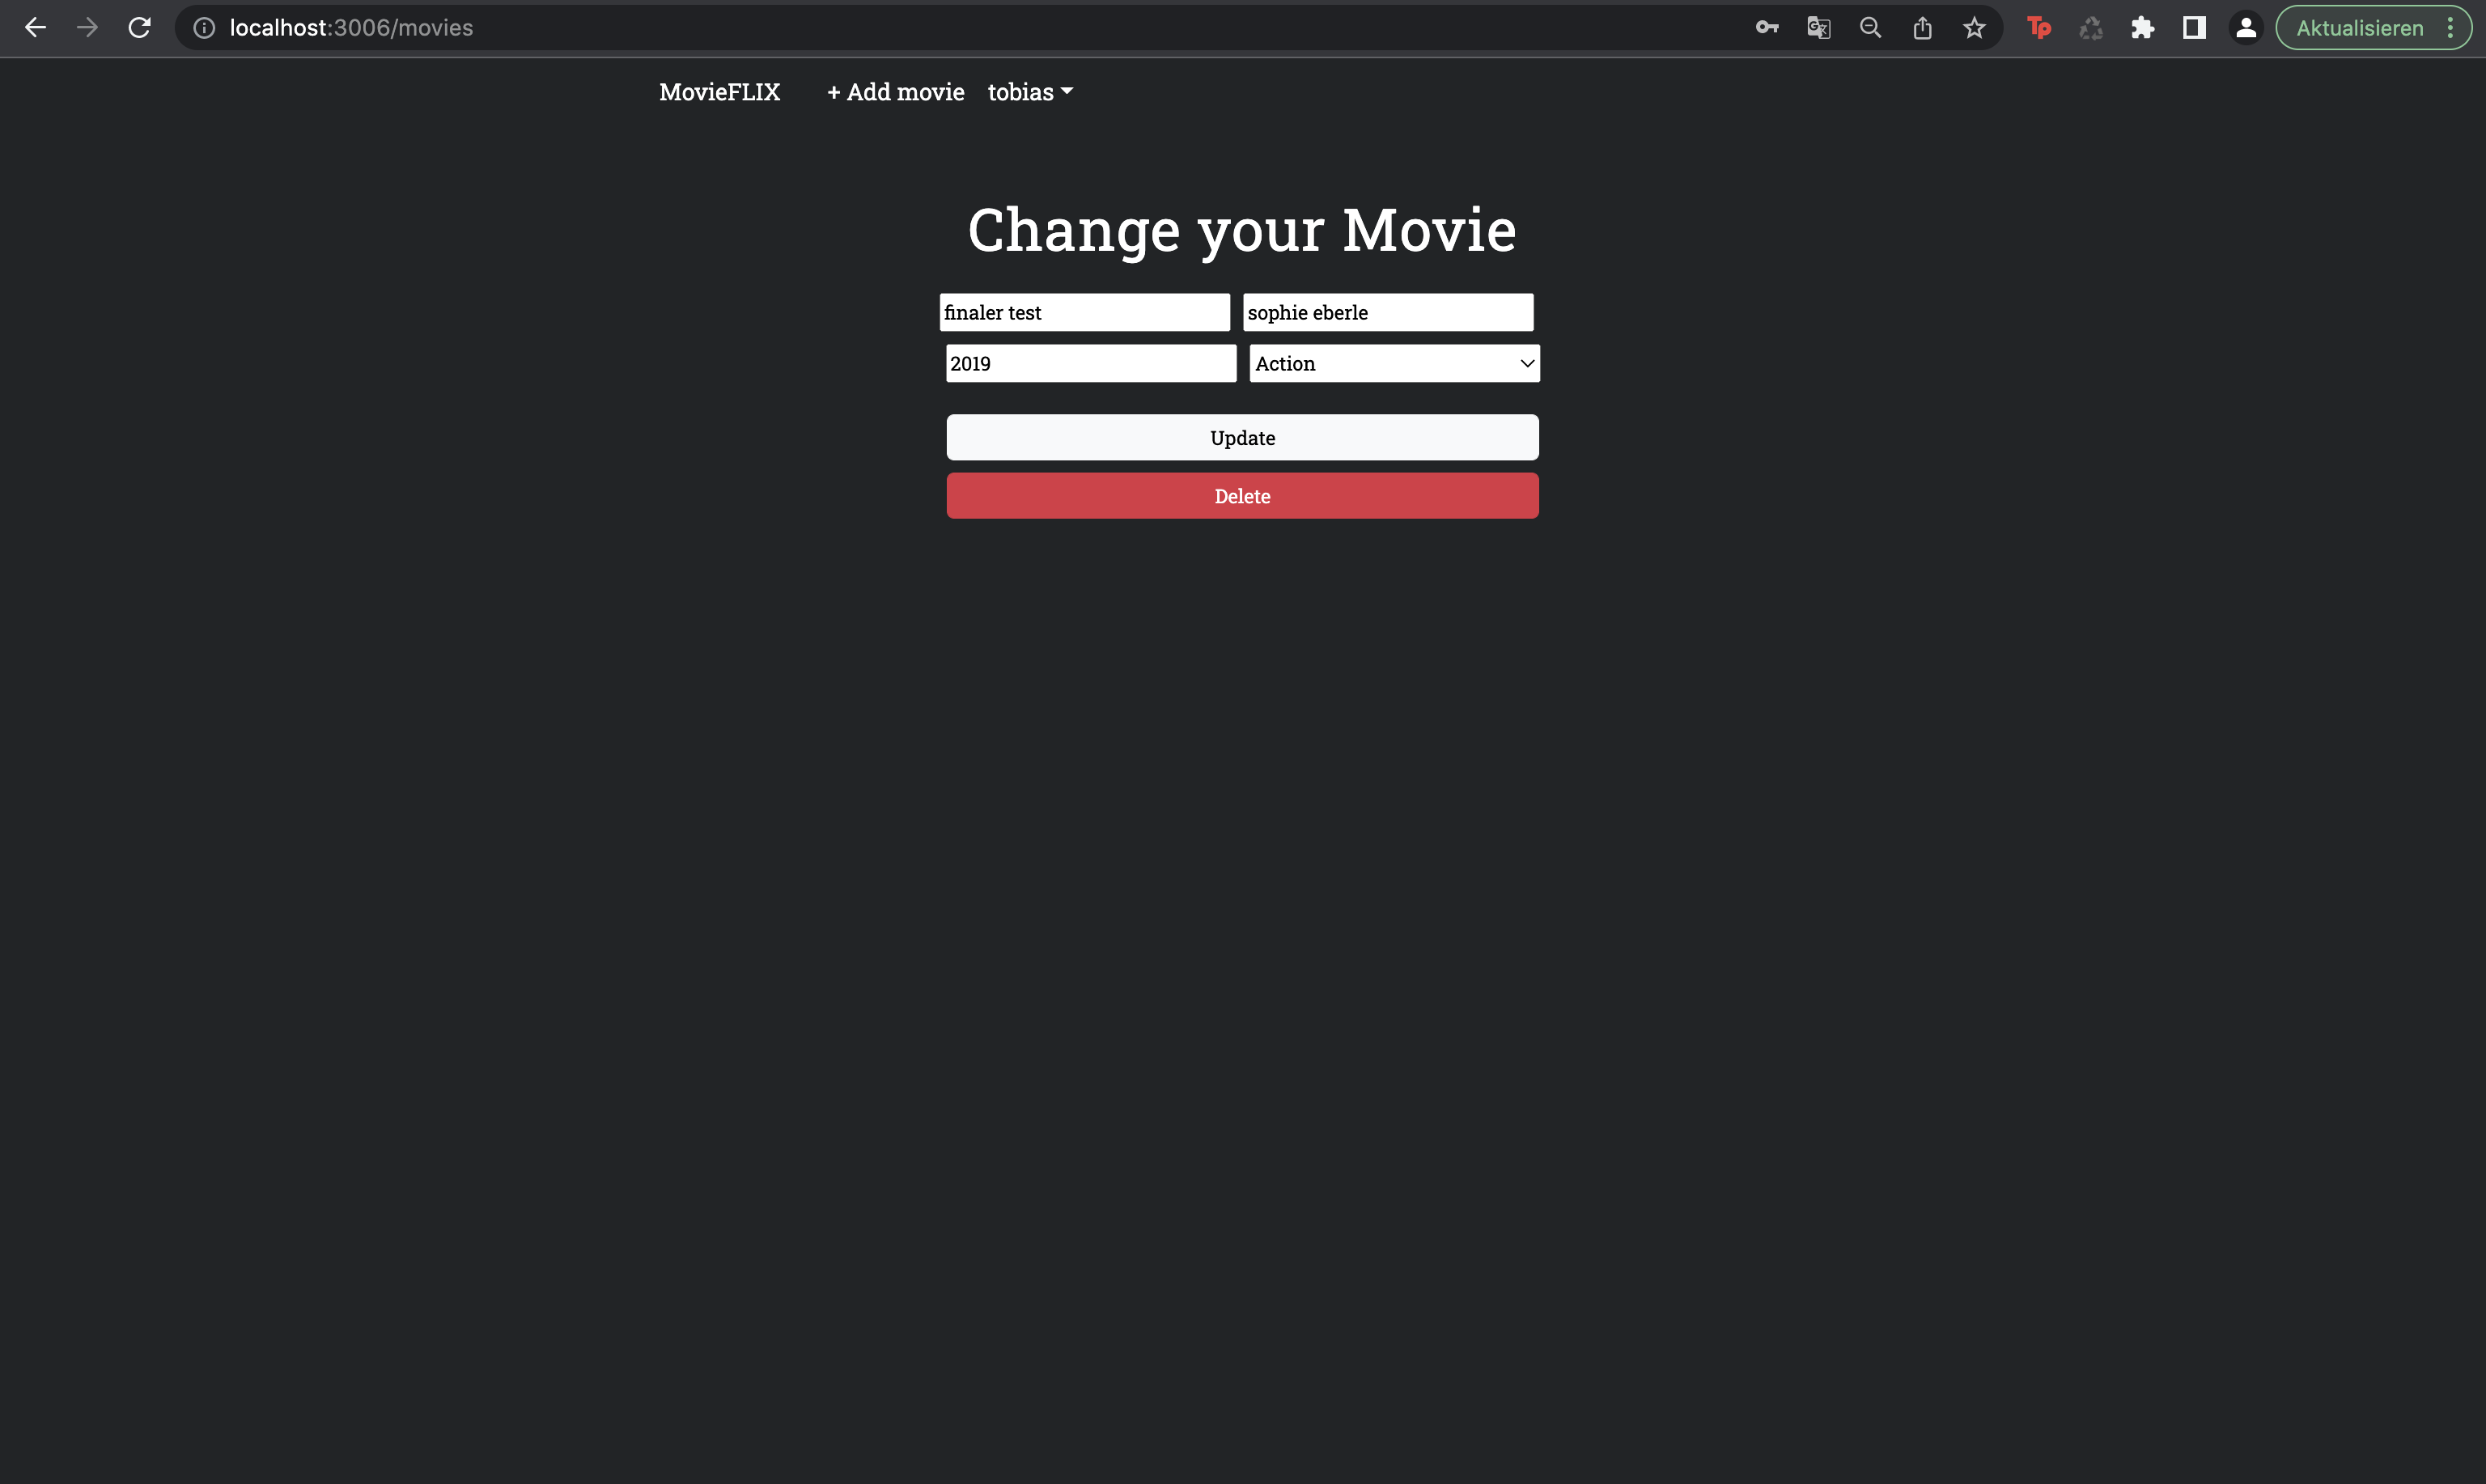 localhost:3006/movies
Tp
Aktualisieren
MovieFLIX + Add movie tobias
Change your Movie
finaler test sophie eberle
2019 Action
Update
Delete